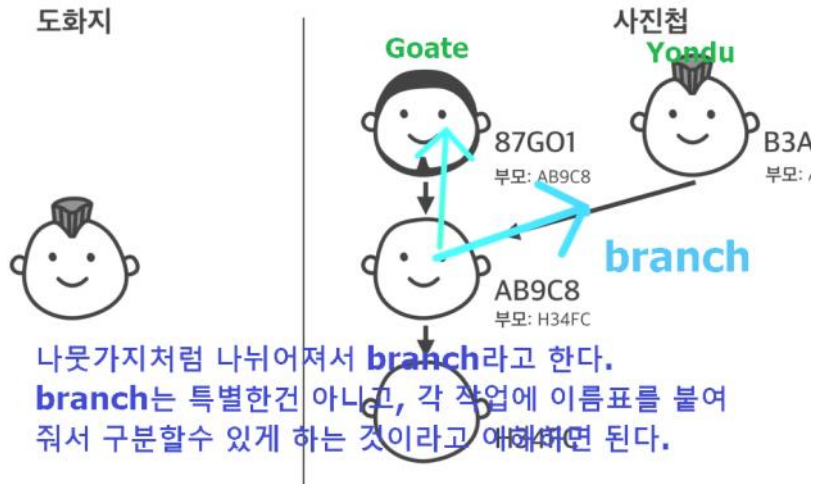 도화지
사진첩
Goate
Yondu
87GO1
부모: AB9C8
B3A
부모:
branch
AB9C8
부모: H34FC
나뭇가지처럼 나뉘어져서 branch라고 한다.
branch는 특별한건 아니고, 각 작업에 이름표를 붙여
줘서 구분할수 있게 하는 것이라고 이해하면 된다.
H34FC